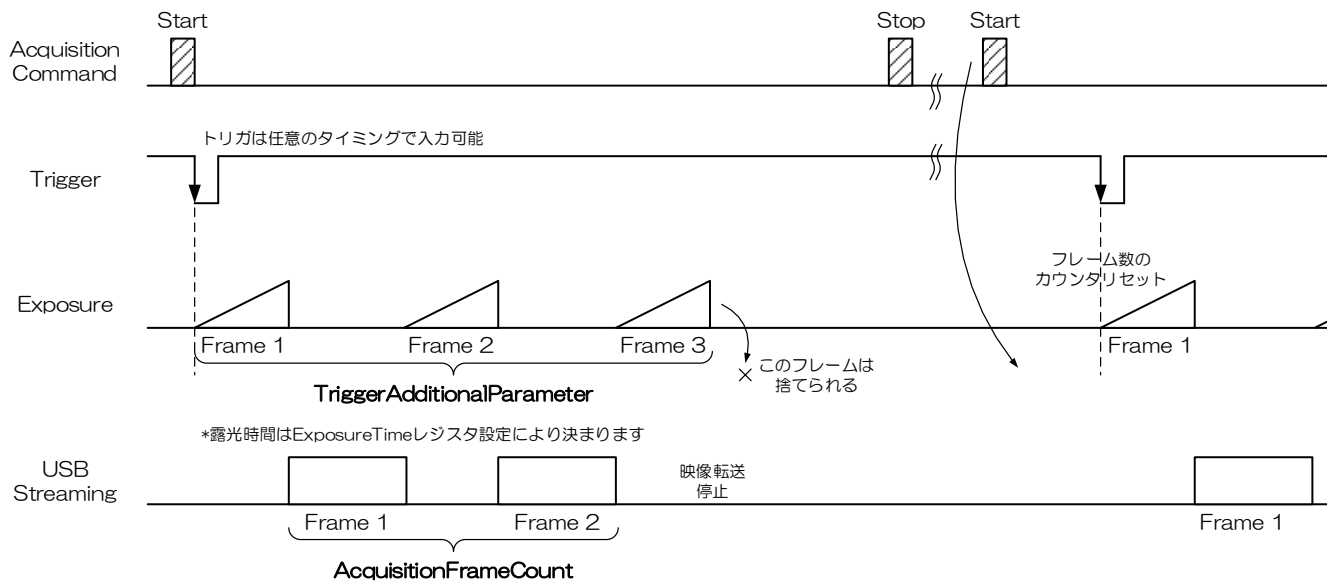 Start
Stop
Start
Acquisition
Command
トリガは任意のタイミングで入力可能
Trigger
フレーム数の
カウンタリセット
Exposure
Frame 1
Frame 2
Frame 3
Frame 1
×
このフレームは
捨てられる
TriggerAdditionalParameter
*露光時間はExposureTimeレジスタ設定により決まります
USB
Streaming
映像転送
停止
Frame 1
Frame 2
Frame 1
AcquisitionFrameCount